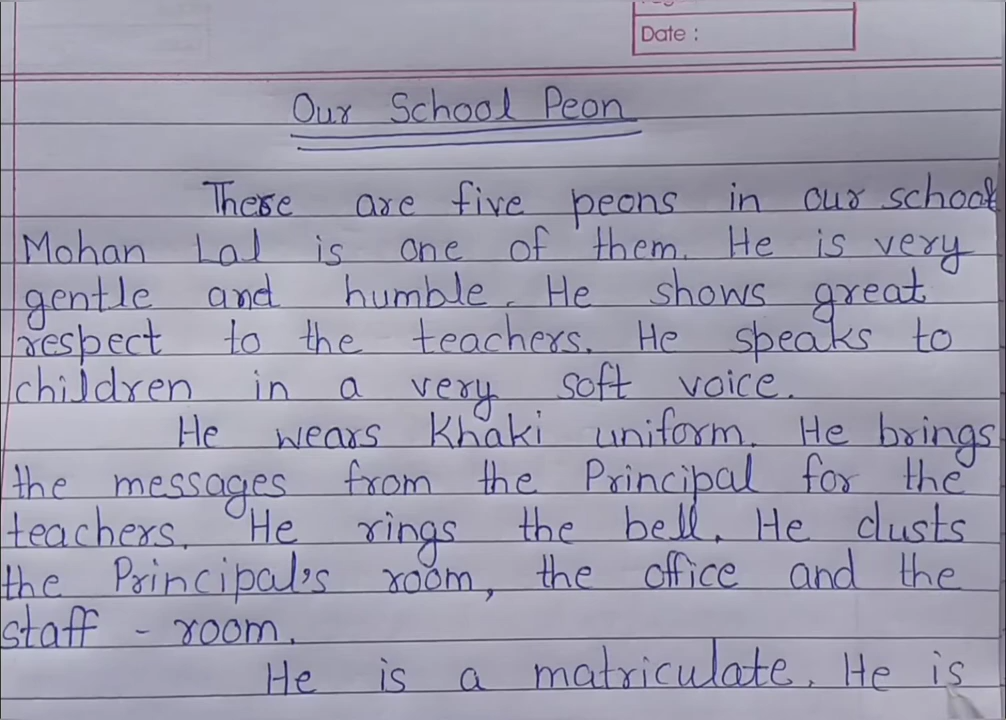 Date :
Our School Peon
There are five peons in our school
Mohan Lal is one of them. He is very
gentle and humble. He shows great
respect to the teachers. He speaks to
children in a very soft voice.
He wears Khaki uniform. He brings
the messages from the Principal for the
teachers. He rings the bell. He dusts
the Principal's room, the office and the
staff - room.
He is a matriculate. He is